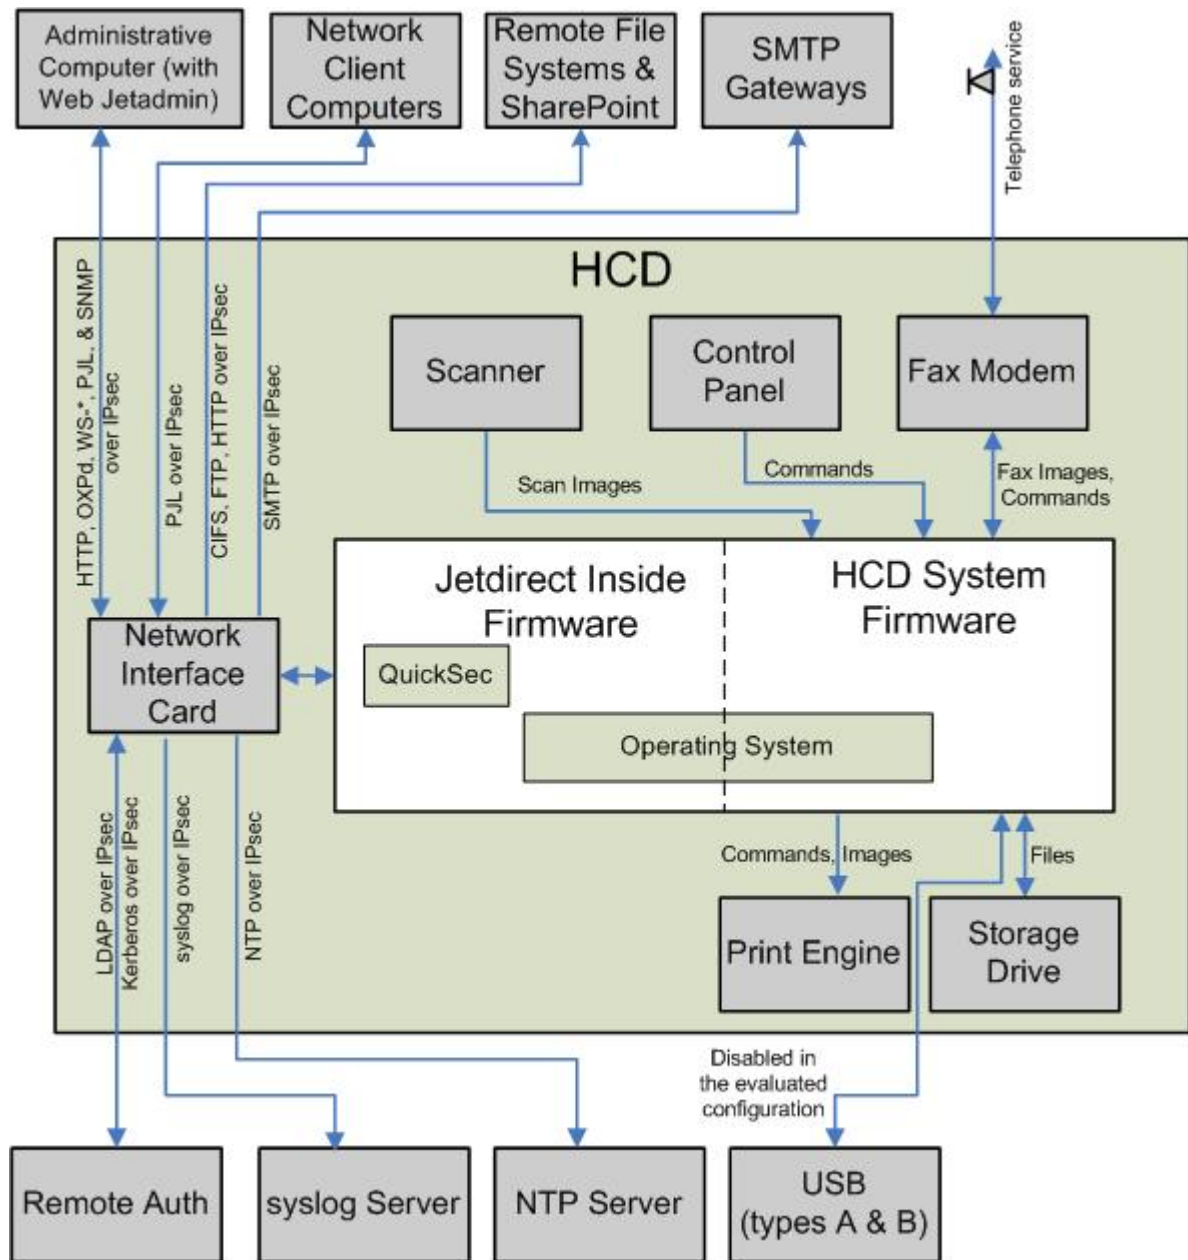 Administrative
Computer (with
Web Jetadmin)
Network
Client
Computers
Remote File
Systems &
SharePoint
SMTP
Gateways
Telephone service
HCD
HTTP, OXPd, WS-*, PJL, & SNMP
over IPsec
PJL over IPsec
CIFS, FTP, HTTP over IPsec
SMTP over IPsec
Scanner
Control
Panel
Fax Modem
Scan Images
Commands
Fax Images,
Commands
Jetdirect Inside
Firmware
HCD System
Firmware
Network
Interface
Card
QuickSec
Operating System
LDAP over IPsec
Kerberos over IPsec
syslog over IPsec
NTP over IPsec
Commands, Images
Files
Print Engine
Storage
Drive
Disabled in
the evaluated
configuration
Remote Auth
syslog Server
NTP Server
USB
(types A & B)